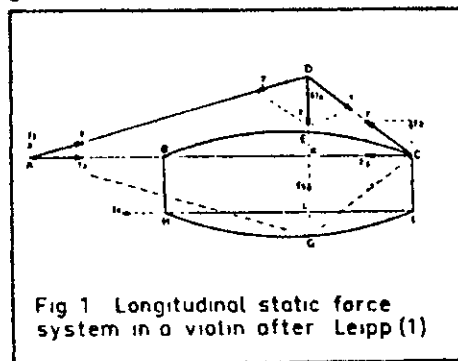 D
T
T
T
E
T
A
B
K
C
H
L
I
G
Fig 1 Longitudinal static force
system in a violin after Leipp (1)